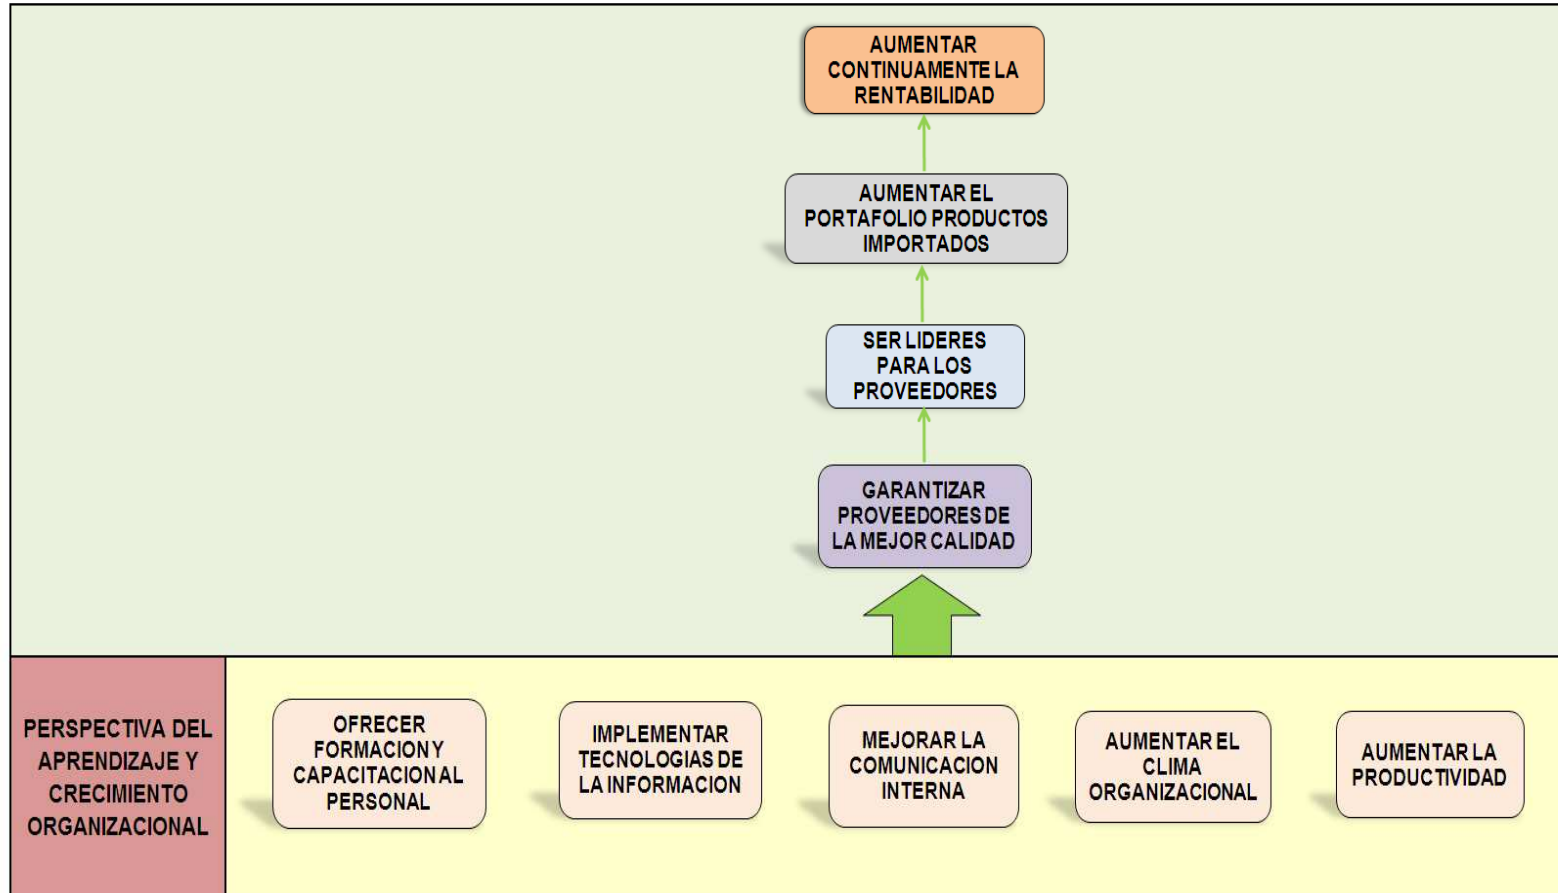 AUMENTAR
CONTINUAMENTE LA
RENTABILIDAD
AUMENTAR EL
PORTAFOLIO PRODUCTOS
IMPORTADOS
SER LIDERES
PARA LOS
PROVEEDORES
GARANTIZAR
PROVEEDORES DE
LA MEJOR CALIDAD
PERSPECTIVA DEL
APRENDIZAJE Y
CRECIMIENTO
ORGANIZACIONAL
OFRECER
FORMACION Y
CAPACITACION AL
PERSONAL
IMPLEMENTAR
TECNOLOGIAS DE
LA INFORMACION
MEJORAR LA
COMUNICACION
INTERNA
AUMENTAR EL
CLIMA
ORGANIZACIONAL
AUMENTAR LA
PRODUCTIVIDAD